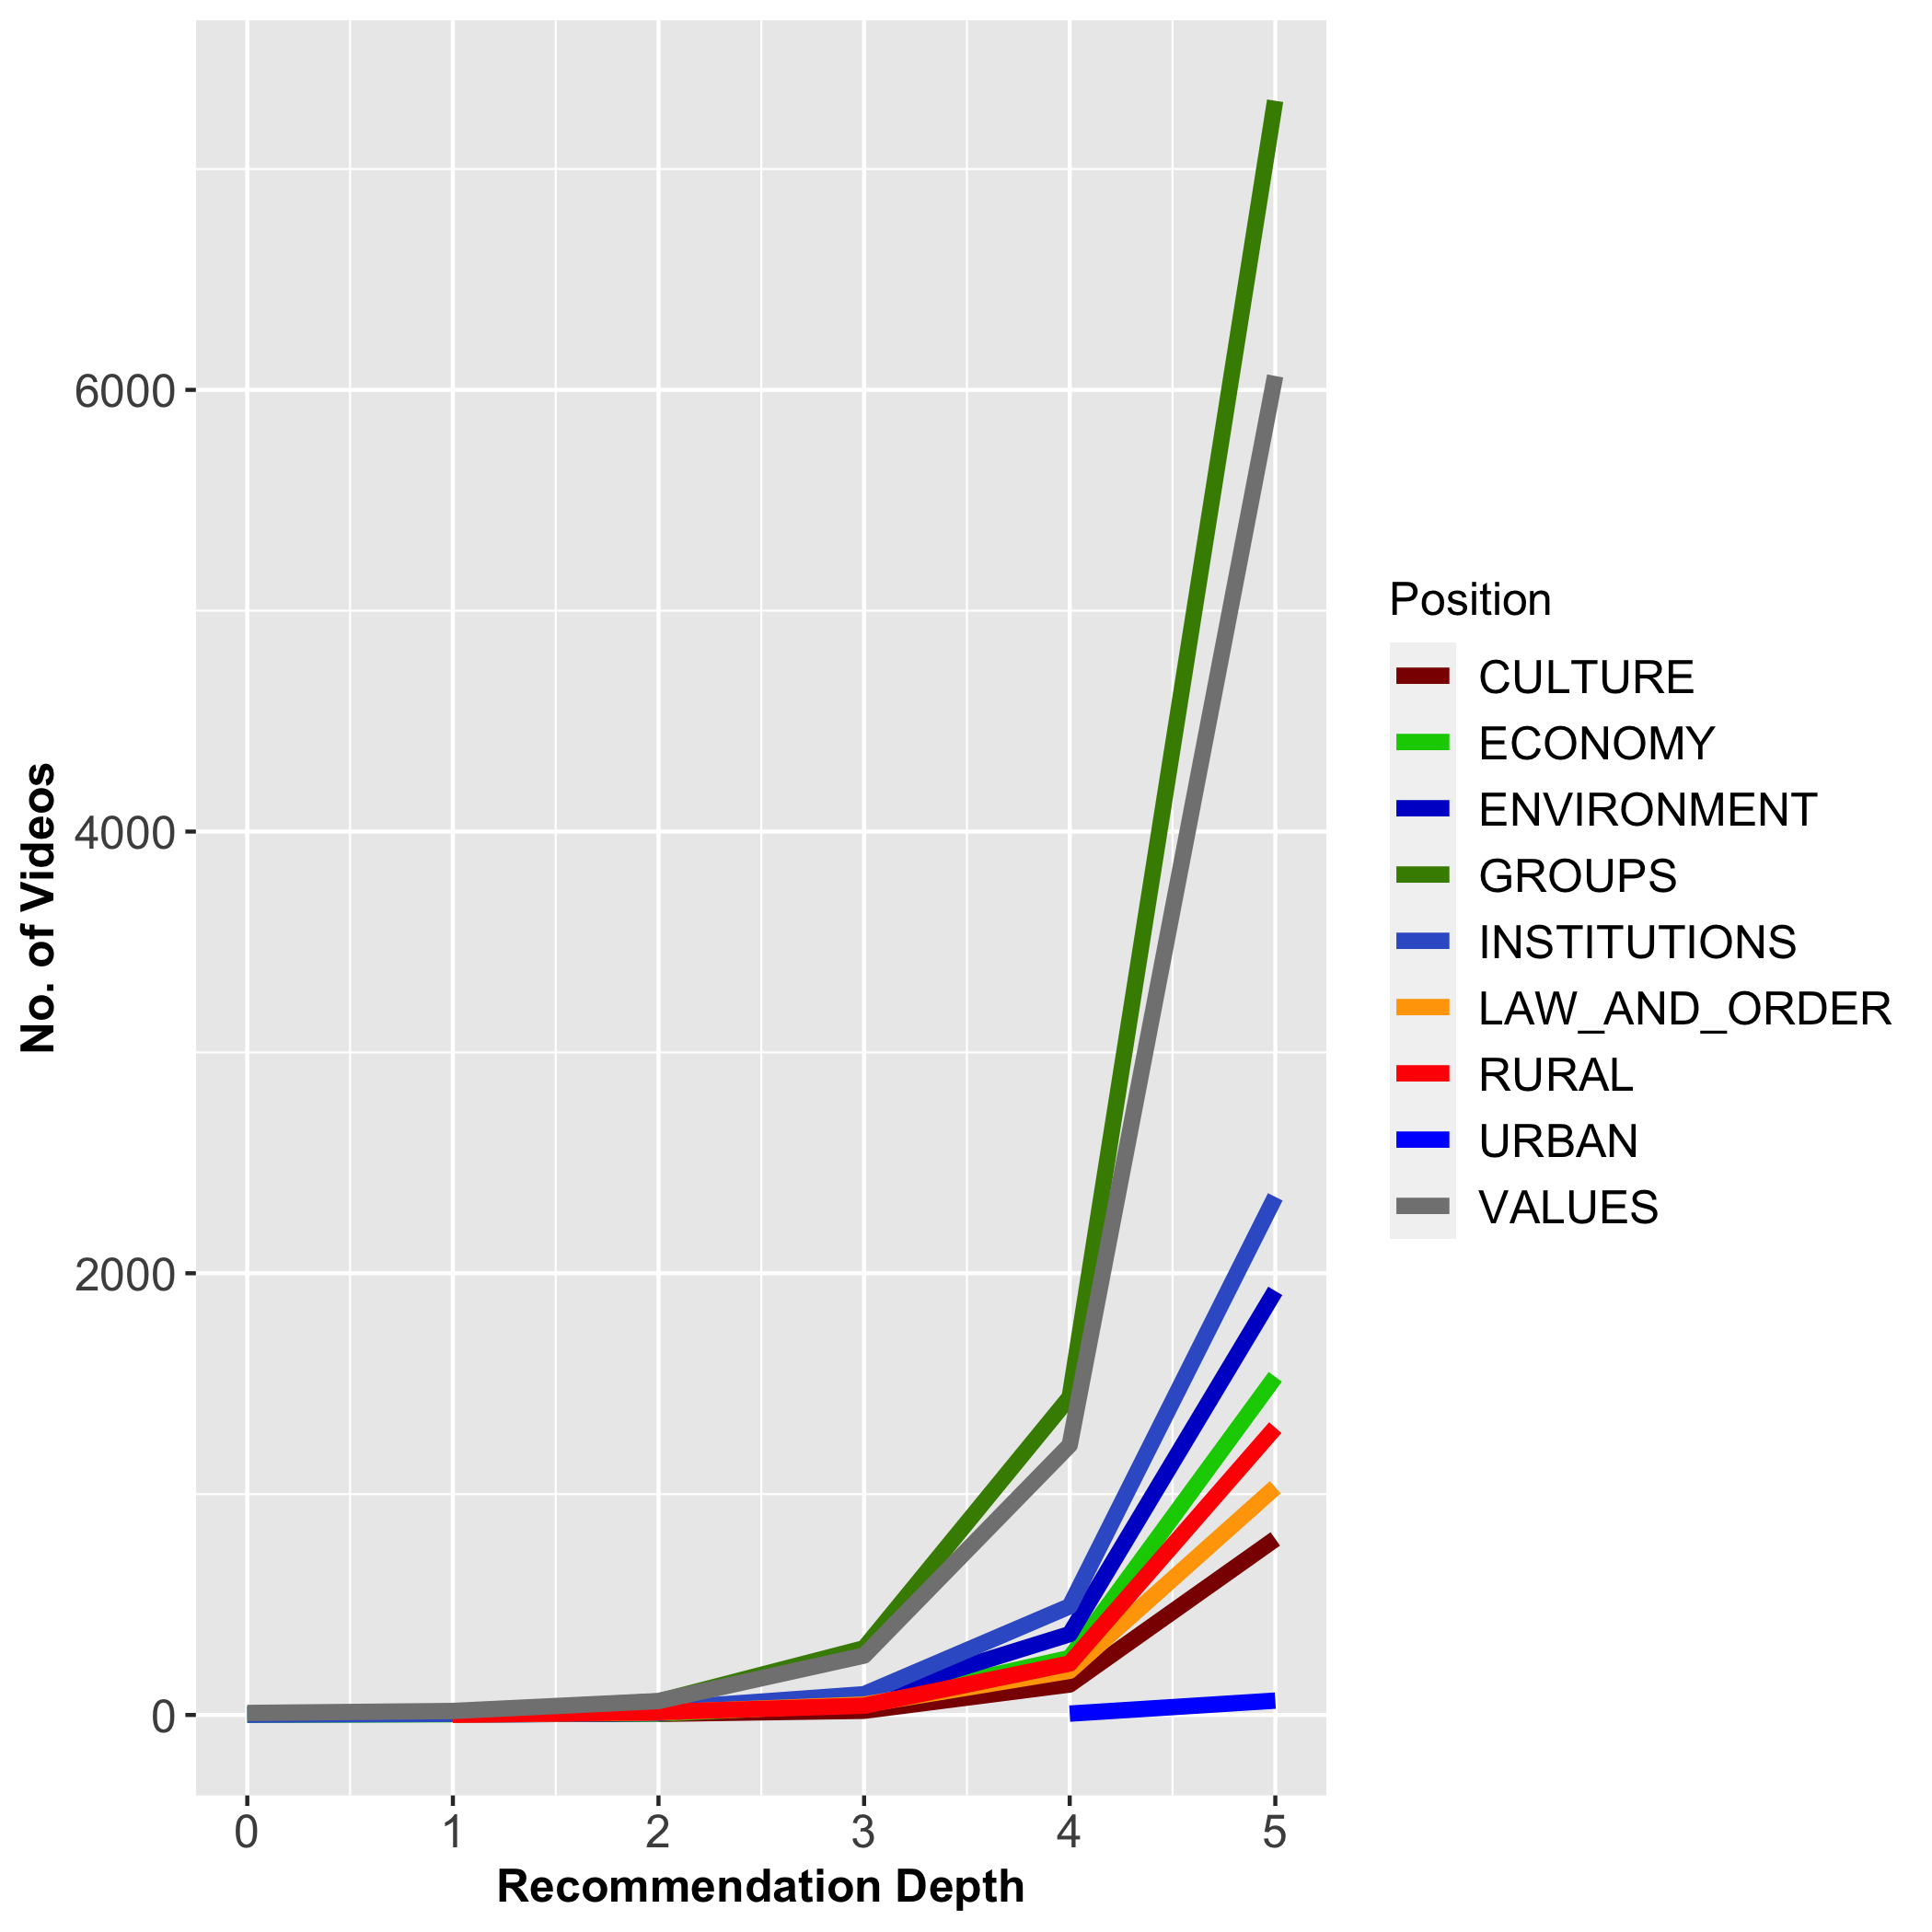 No. of Videos
6000
4000
2000
0
0 1 2 3 4 5
Recommendation Depth
Position
CULTURE
ECONOMY
ENVIRONMENT
GROUPS
INSTITUTIONS
LAW_AND_ORDER
RURAL
URBAN
VALUES